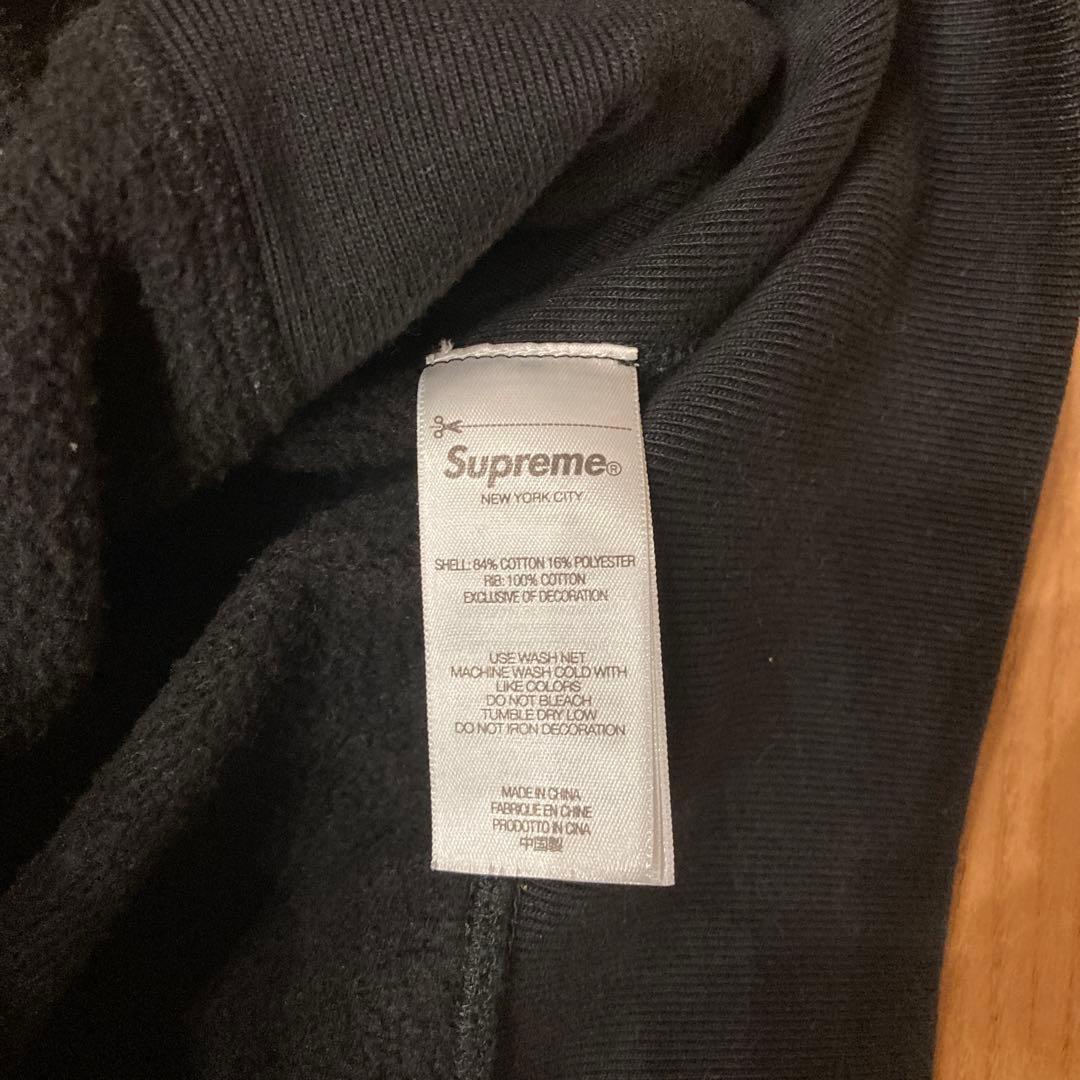 Supreme®
NEW YORK CITY
SHELL: 84% COTTON 16% POLYESTER
RIB: 100% COTTON
EXCLUSIVE OF DECORATION
USE WASH NET
MACHINE WASH COLD WITH
LIKE COLORS
DO NOT BLEACH
TUMBLE DRY LOW
DO NOT IRON DECORATION
MADE IN CHINA
FABRIQUE EN CHINE
PRODOTTO IN CINA
中国製